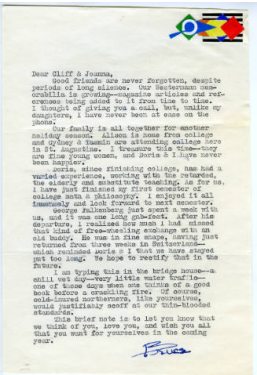 Dear Cliff & Joanna,
Good friends are never forgotten, despite
periods of long silence. Our Westermann mem-
orabilia is growing--magazine articles and ref-
erences being added to it from time to time.
I thought of giving you a call, but, unlike my
daughters, I have never been at ease on the
phone.
Our family is all together for another
holiday season. Alison is home from college
and Sydney & Tamsin are attending college here
in St. Augustine. I treasure this time--they
are fine young women, and Doris & I have never
been happier.
Doris, since finishing college, has had a
varied experience, working with the retarded,
the elderly and substitute teaching. As for us,
I have just finished my first semester of
college math & physical. I enjoyed it all
immensely and look forward to next semester.
George Falkenberg just spent a week with
us, and it was one long gab-fest. After his
departure I realized how much I had missed
that kind of free-wheeling exchange with an
old buddy. He was in fine shape, having just
returned from three weeks in Switzerland--
which reminded Doris & I that we have stayed
put too long. We hope to rectify that in the
future.
I am typing this in the bridge house--a
chill wet day--very little water traffic--
one of these days when one thinks of a good
book before a crackling fire. Of course,
cold-inured northerners, like yourselves,
would justifiably scoff at our thin-blooded
standards.
This brief note is to let you know that
we think of you, love you, and wish you all
that you want for yourselves in the coming
year.
Bruce